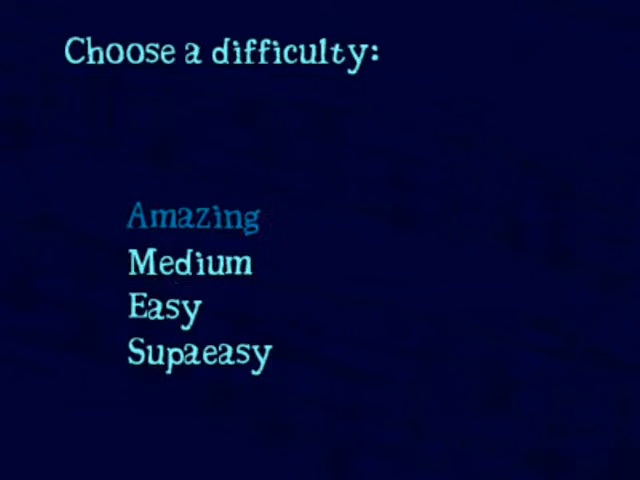 Choose a difficulty:
Amazing
Medium
Easy
Supaeasy